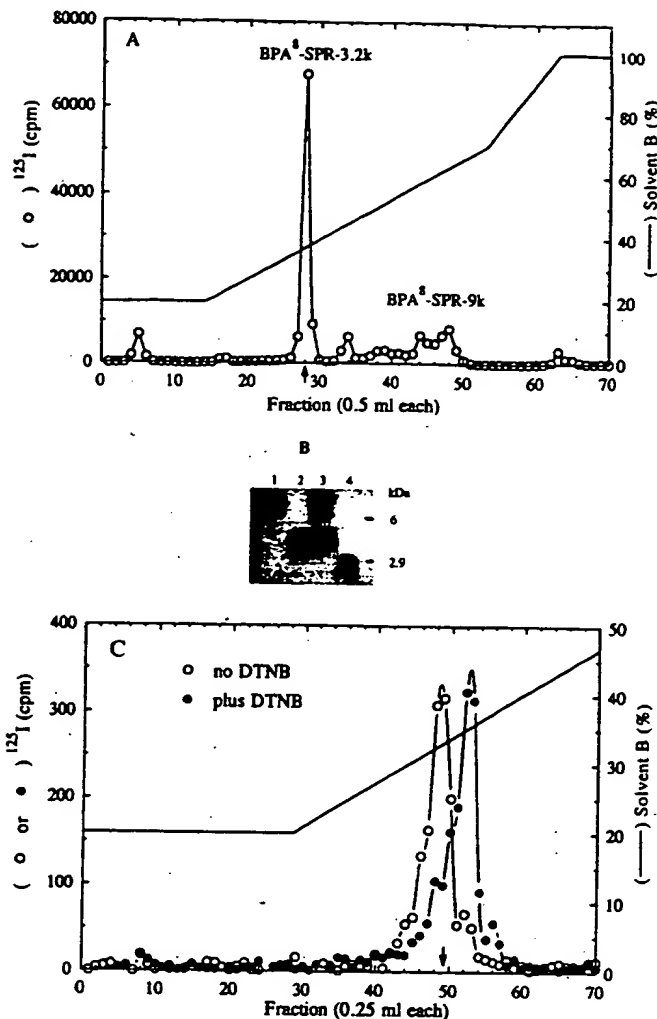 A
BPA⁸-SPR-3.2k
BPA⁸-SPR-9k
( o ) ¹²⁵I (cpm)
80000
60000
40000
20000
0
(——) Solvent B (%)
100
80
60
40
20
0
0 10 20 30 40 50 60 70
Fraction (0.5 ml each)
B
1 2 3 4 kDa
6
2.9
C
o no DTNB
● plus DTNB
( o or ● ) ¹²⁵I (cpm)
400
300
200
100
0
(——) Solvent B (%)
50
40
30
20
10
0
0 10 20 30 40 50 60 70
Fraction (0.25 ml each)